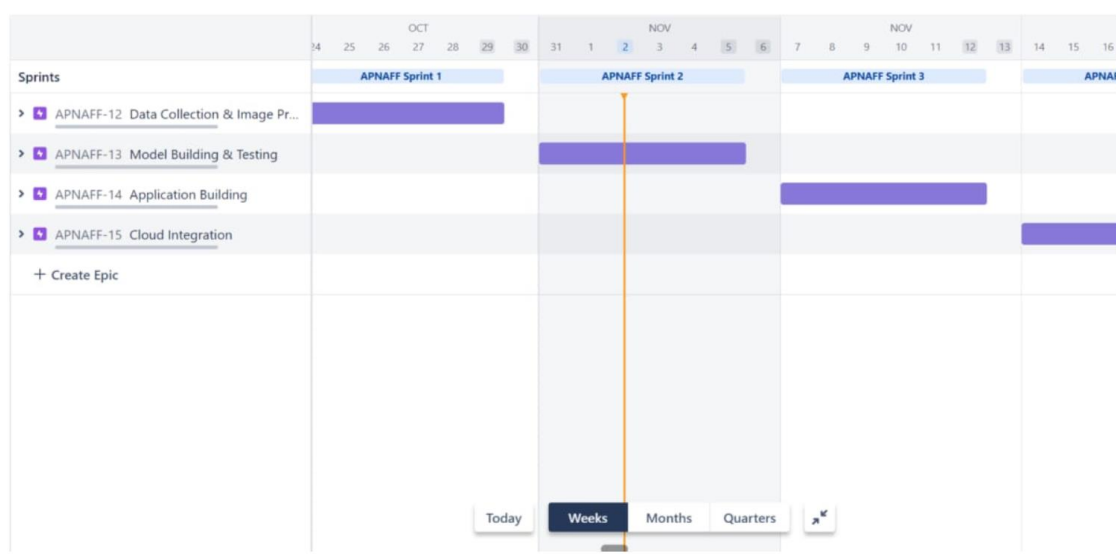 OCT NOV NOV
24 25 26 27 28 29 30 31 1 2 3 4 5 6 7 8 9 10 11 12 13 14 15 16
Sprints APNAFF Sprint 1 APNAFF Sprint 2 APNAFF Sprint 3 APNAF
APNAFF-12 Data Collection & Image Pr...
APNAFF-13 Model Building & Testing
APNAFF-14 Application Building
APNAFF-15 Cloud Integration
+ Create Epic
Today Weeks Months Quarters